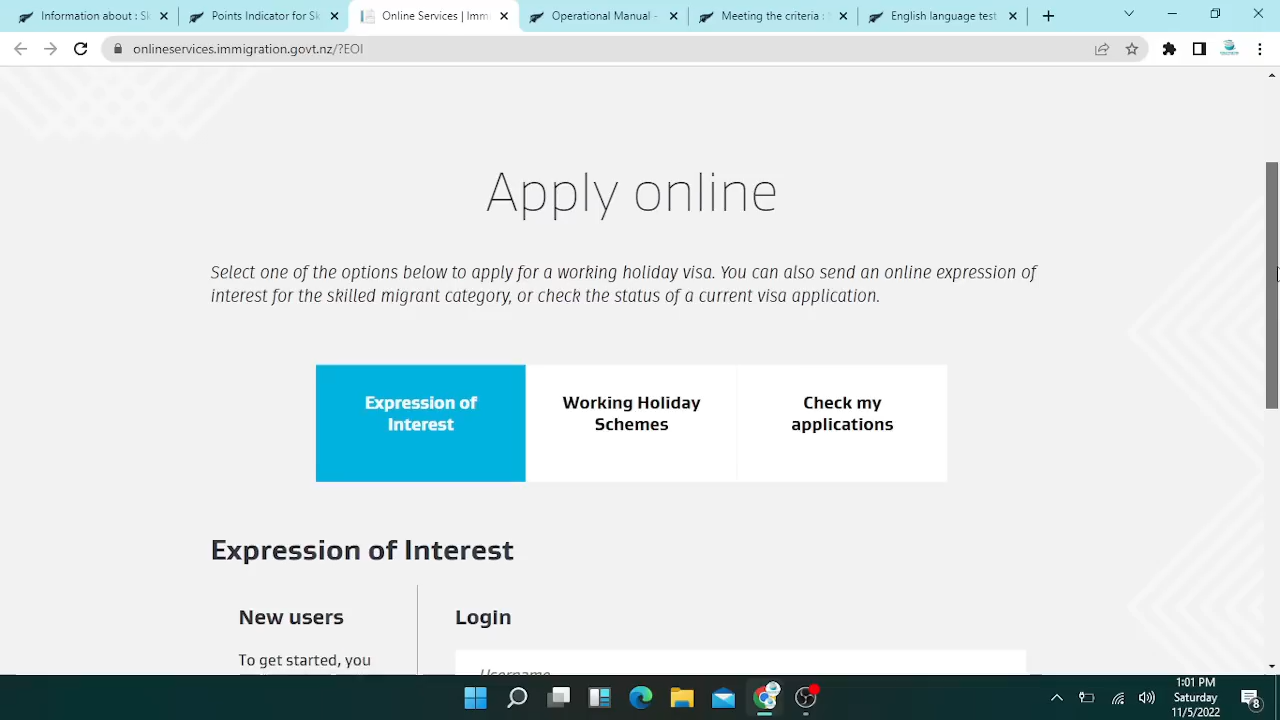 Information about : Sk
Points Indicator for Sk
Online Services | Imm
Operational Manual -
Meeting the criteria : S
English language test
onlineservices.immigration.govt.nz/?EOI
Apply online
Select one of the options below to apply for a working holiday visa. You can also send an online expression of
interest for the skilled migrant category, or check the status of a current visa application.
Expression of
Interest
Working Holiday
Schemes
Check my
applications
Expression of Interest
New users
Login
To get started, you
Username
1:01 PM
Saturday
11/5/2022
8